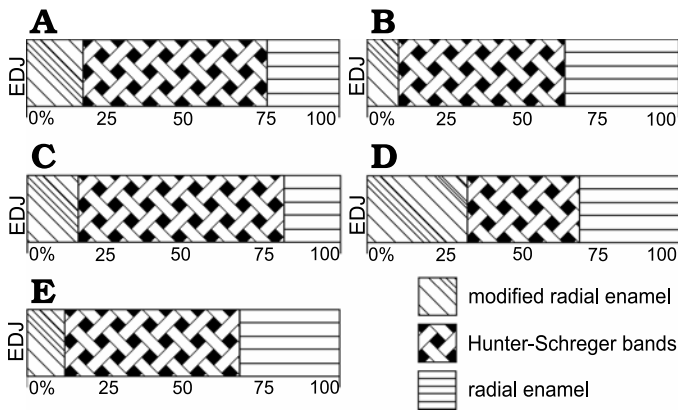 A
EDJ
0% 25 50 75 100
B
EDJ
0% 25 50 75 100
C
EDJ
0% 25 50 75 100
D
EDJ
0% 25 50 75 100
E
EDJ
0% 25 50 75 100
modified radial enamel
Hunter-Schreger bands
radial enamel